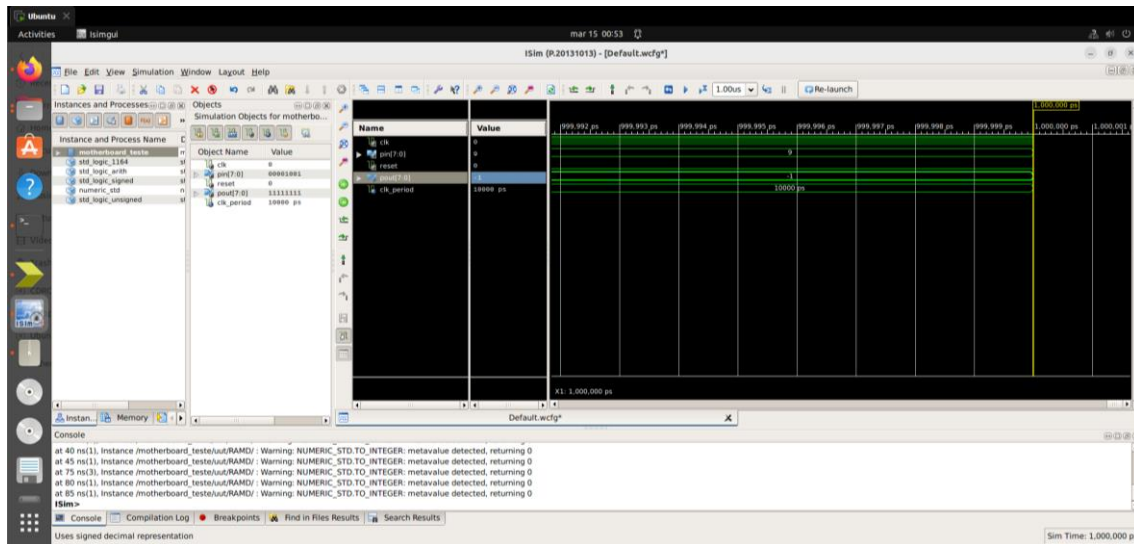 Ubuntu
Activities
Isimgui
mar 15 00:53
ISim (P.20131013) - [Default.wcfg*]
File Edit View Simulation Window Layout Help
1.00us
Re-launch
Instances and Processes
Instance and Process Name
motherboard_teste
std_logic_1164
std_logic_arith
std_logic_signed
numeric_std
std_logic_unsigned
Objects
Simulation Objects for motherbo...
Object Name Value
clk 0
pin[7:0] 00001001
reset 0
pout[7:0] 11111111
clk_period 10000 ps
Name Value
clk 0
pin[7:0] 9
reset 0
pout[7:0] -1
clk_period 10000 ps
1,000,000 ps
999,992 ps 999,993 ps 999,994 ps 999,995 ps 999,996 ps 999,997 ps 999,998 ps 999,999 ps 1,000,000 ps 1,000,001
9
-1
10000 ps
X1: 1,000,000 ps
Instan... Memory
Default.wcfg*
Console
at 40 ns(1), Instance /motherboard_teste/uut/RAMD/ : Warning: NUMERIC_STD.TO_INTEGER: metavalue detected, returning 0
at 45 ns(1), Instance /motherboard_teste/uut/RAMD/ : Warning: NUMERIC_STD.TO_INTEGER: metavalue detected, returning 0
at 75 ns(3), Instance /motherboard_teste/uut/RAMD/ : Warning: NUMERIC_STD.TO_INTEGER: metavalue detected, returning 0
at 80 ns(1), Instance /motherboard_teste/uut/RAMD/ : Warning: NUMERIC_STD.TO_INTEGER: metavalue detected, returning 0
at 85 ns(1), Instance /motherboard_teste/uut/RAMD/ : Warning: NUMERIC_STD.TO_INTEGER: metavalue detected, returning 0
ISim>
Console Compilation Log Breakpoints Find in Files Results Search Results
Uses signed decimal representation
Sim Time: 1,000,000 p